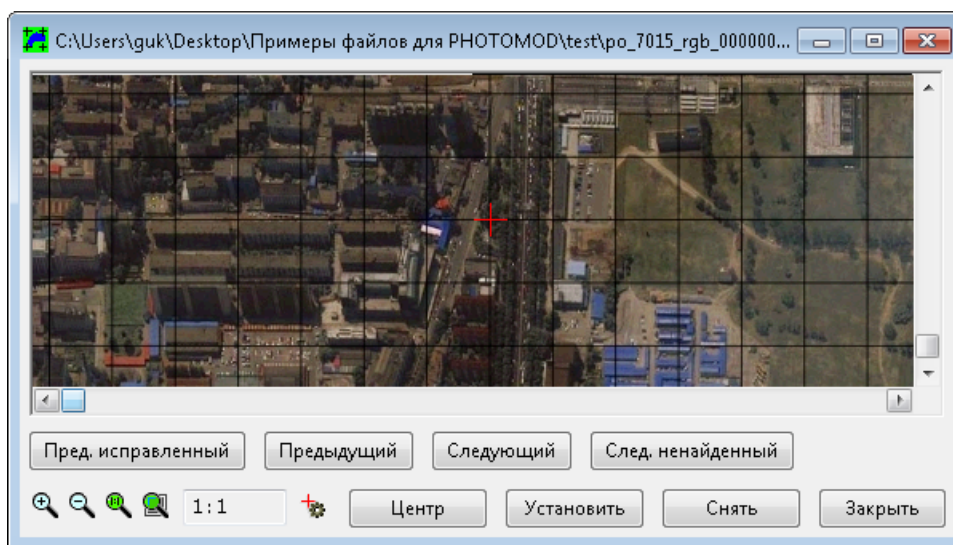 C:\Users\guk\Desktop\Примеры файлов для PHOTOMOD\test\po_7015_rgb_000000...
Пред. исправленный
Предыдущий
Следующий
След. ненайденный
1:1
Центр
Установить
Снять
Закрыть